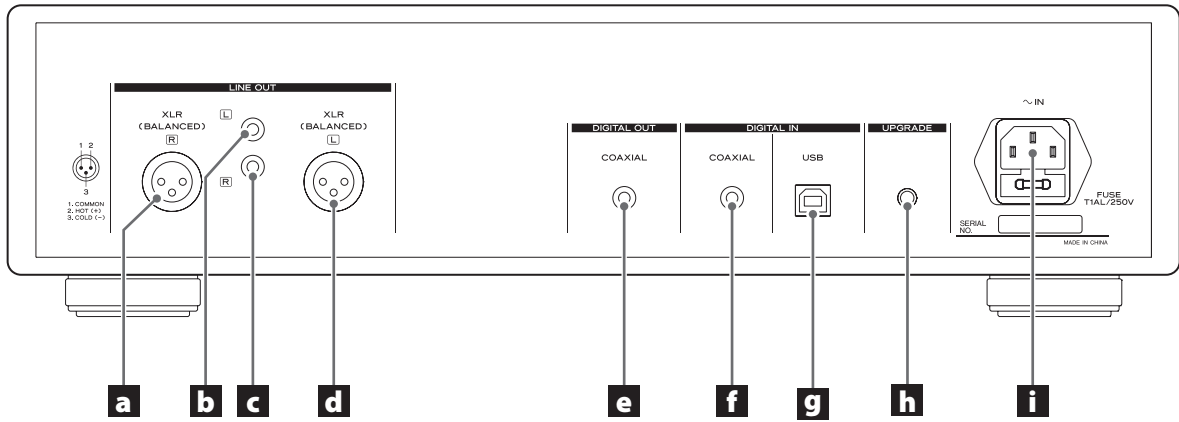 LINE OUT
XLR
(BALANCED)
R
L
R
XLR
(BALANCED)
L
1 2
3
1. COMMON
2. HOT (+)
3. COLD (−)
DIGITAL OUT
COAXIAL
DIGITAL IN
COAXIAL
USB
UPGRADE
∼ IN
FUSE
T1AL/250V
SERIAL
NO.
MADE IN CHINA
a b c d e f g h i